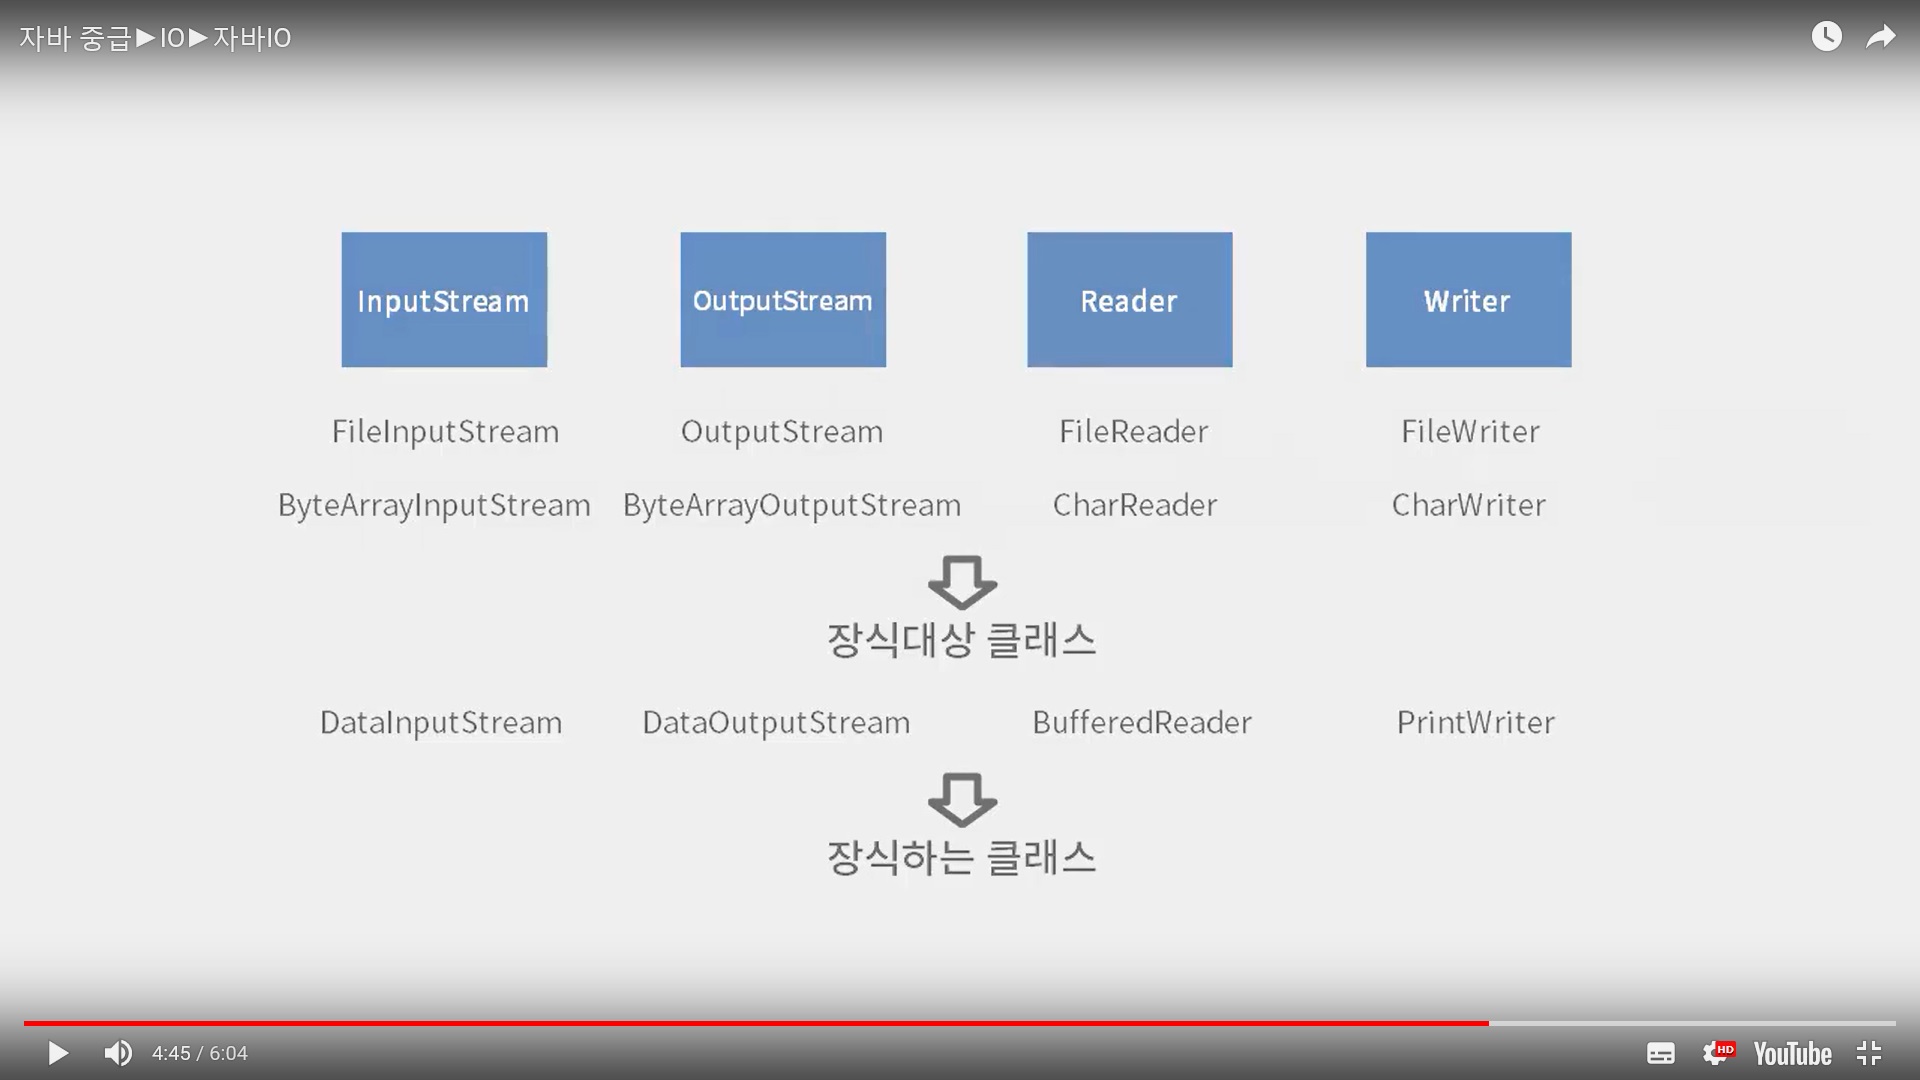 자바 중급▶IO▶자바IO
InputStream OutputStream Reader Writer
FileInputStream OutputStream FileReader FileWriter
ByteArrayInputStream ByteArrayOutputStream CharReader CharWriter
장식대상 클래스
DataInputStream DataOutputStream BufferedReader PrintWriter
장식하는 클래스
4:45 / 6:04 HD YouTube